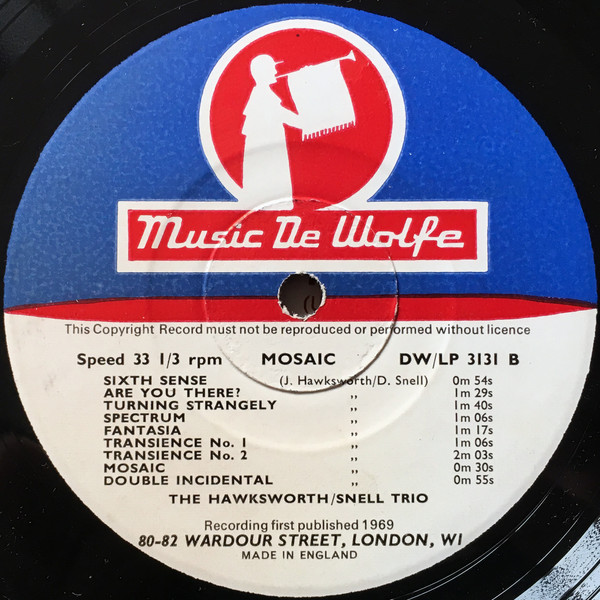 Music De Wolfe
This Copyright Record must not be reproduced or performed without licence
Speed 33 1/3 rpm MOSAIC DW/LP 3131 B
SIXTH SENSE (J. Hawksworth/D. Snell) 0m 54s
ARE YOU THERE? ,, 1m 29s
TURNING STRANGELY ,, 1m 40s
SPECTRUM ,, 1m 06s
FANTASIA ,, 1m 17s
TRANSIENCE No. 1 ,, 1m 06s
TRANSIENCE No. 2 ,, 2m 03s
MOSAIC ,, 0m 30s
DOUBLE INCIDENTAL ,, 0m 55s
THE HAWKSWORTH/SNELL TRIO
Recording first published 1969
80-82 WARDOUR STREET, LONDON, W1
MADE IN ENGLAND